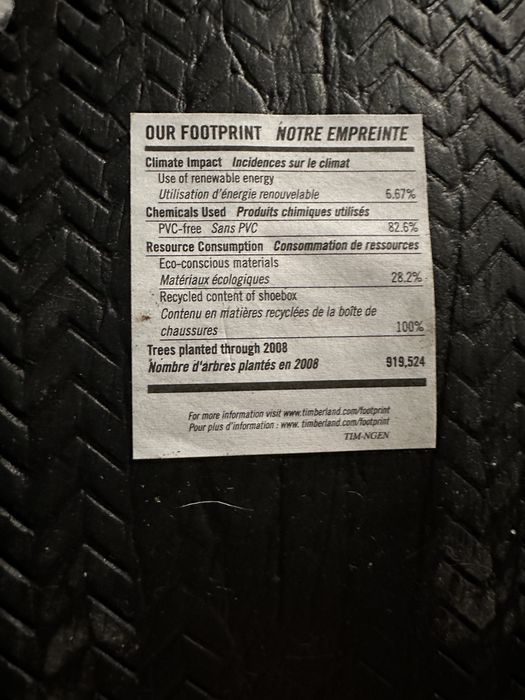 OUR FOOTPRINT NOTRE EMPREINTE
Climate Impact Incidences sur le climat
Use of renewable energy
Utilisation d'énergie renouvelable 6.67%
Chemicals Used Produits chimiques utilisés
PVC-free Sans PVC 82.6%
Resource Consumption Consommation de ressources
Eco-conscious materials
Matériaux écologiques 28.2%
Recycled content of shoebox
Contenu en matières recyclées de la boîte de
chaussures 100%
Trees planted through 2008
Nombre d'arbres plantés en 2008 919,524
For more information visit www.timberland.com/footprint
Pour plus d'information : www. timberland.com/footprint
TIM-NGEN